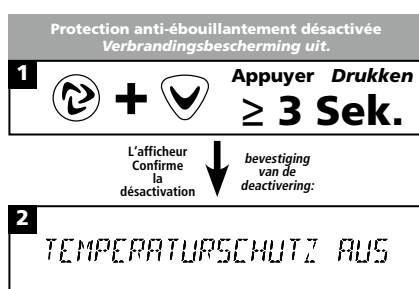 Protection anti-ébouillantement désactivée
Verbrandingsbescherming uit.
1
+
Appuyer Drukken
≥ 3 Sek.
L'afficheur
Confirme
la
désactivation
bevestiging
van de
deactivering:
2
TEMPERATURSCHUTZ AUS